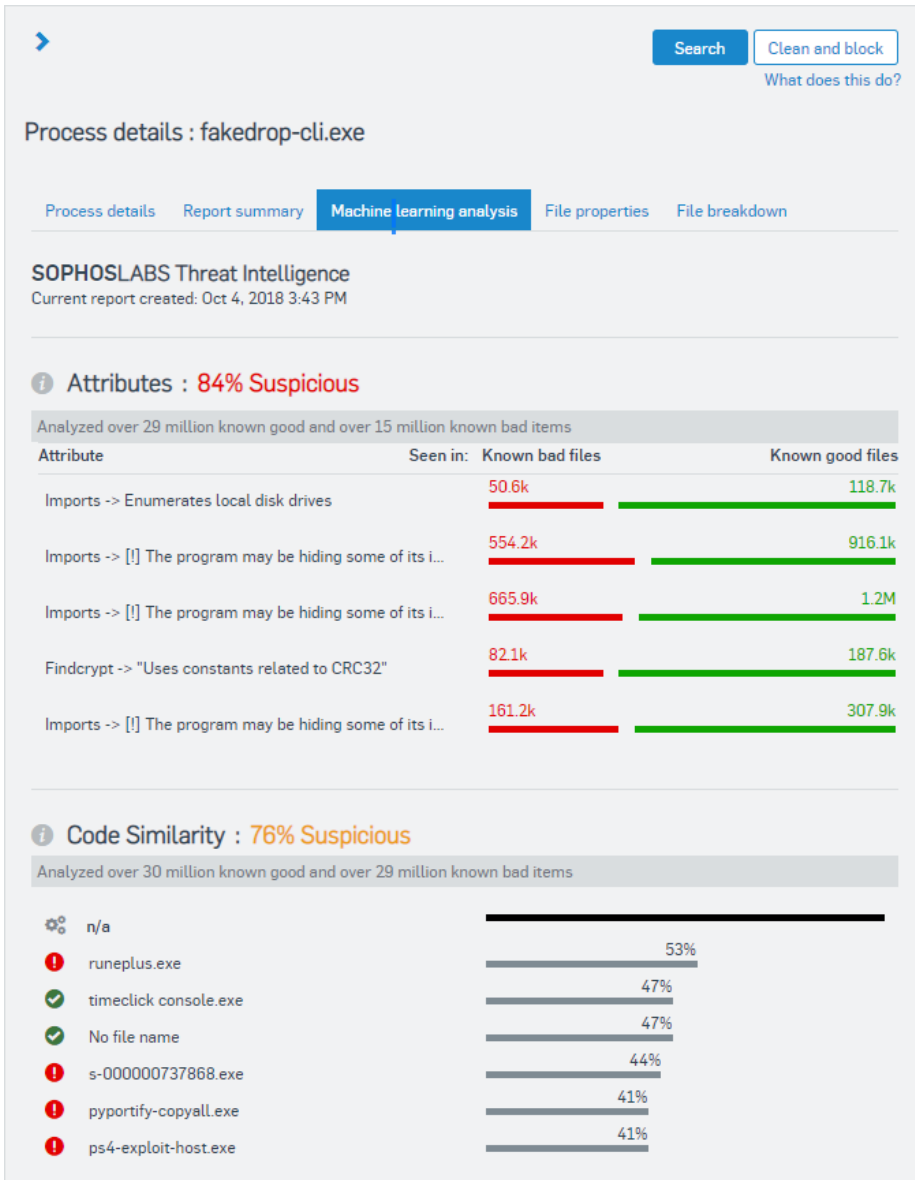 Search Clean and block
What does this do?
Process details : fakedrop-cli.exe
Process details Report summary Machine learning analysis File properties File breakdown
SOPHOSLABS Threat Intelligence
Current report created: Oct 4, 2018 3:43 PM
Attributes : 84% Suspicious
Analyzed over 29 million known good and over 15 million known bad items
Attribute Seen in: Known bad files Known good files
Imports -> Enumerates local disk drives 50.6k 118.7k
Imports -> [!] The program may be hiding some of its i... 554.2k 916.1k
Imports -> [!] The program may be hiding some of its i... 665.9k 1.2M
Findcrypt -> "Uses constants related to CRC32" 82.1k 187.6k
Imports -> [!] The program may be hiding some of its i... 161.2k 307.9k
Code Similarity : 76% Suspicious
Analyzed over 30 million known good and over 29 million known bad items
n/a
runeplus.exe 53%
timeclick console.exe 47%
No file name 47%
s-000000737868.exe 44%
pyportify-copyall.exe 41%
ps4-exploit-host.exe 41%